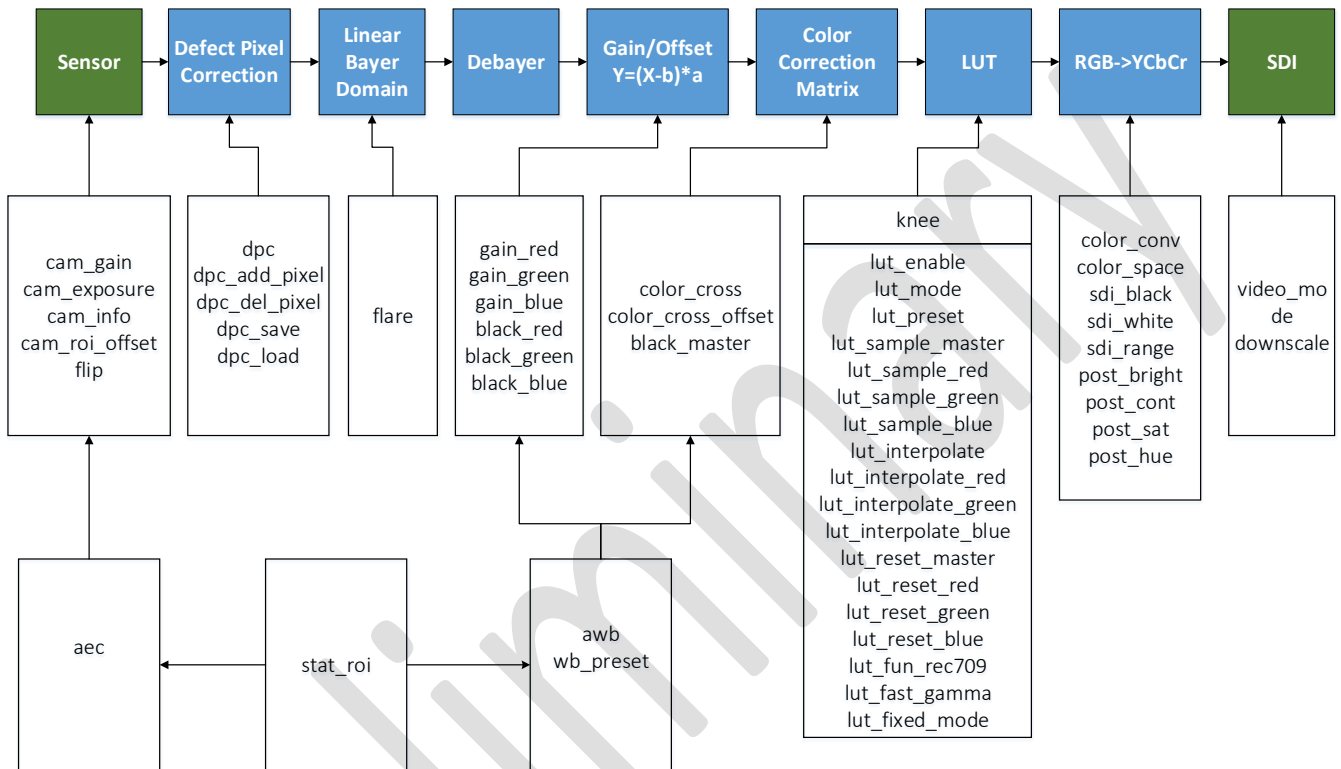 Sensor
Defect Pixel
Correction
Linear
Bayer
Domain
Debayer
Gain/Offset
Y=(X-b)*a
Color
Correction
Matrix
LUT
RGB->YCbCr
SDI
cam_gain
cam_exposure
cam_info
cam_roi_offset
flip
dpc
dpc_add_pixel
dpc_del_pixel
dpc_save
dpc_load
flare
gain_red
gain_green
gain_blue
black_red
black_green
black_blue
color_cross
color_cross_offset
black_master
knee
lut_enable
lut_mode
lut_preset
lut_sample_master
lut_sample_red
lut_sample_green
lut_sample_blue
lut_interpolate
lut_interpolate_red
lut_interpolate_green
lut_interpolate_blue
lut_reset_master
lut_reset_red
lut_reset_green
lut_reset_blue
lut_fun_rec709
lut_fast_gamma
lut_fixed_mode
color_conv
color_space
sdi_black
sdi_white
sdi_range
post_bright
post_cont
post_sat
post_hue
video_mo
de
downscale
aec
stat_roi
awb
wb_preset
liminary